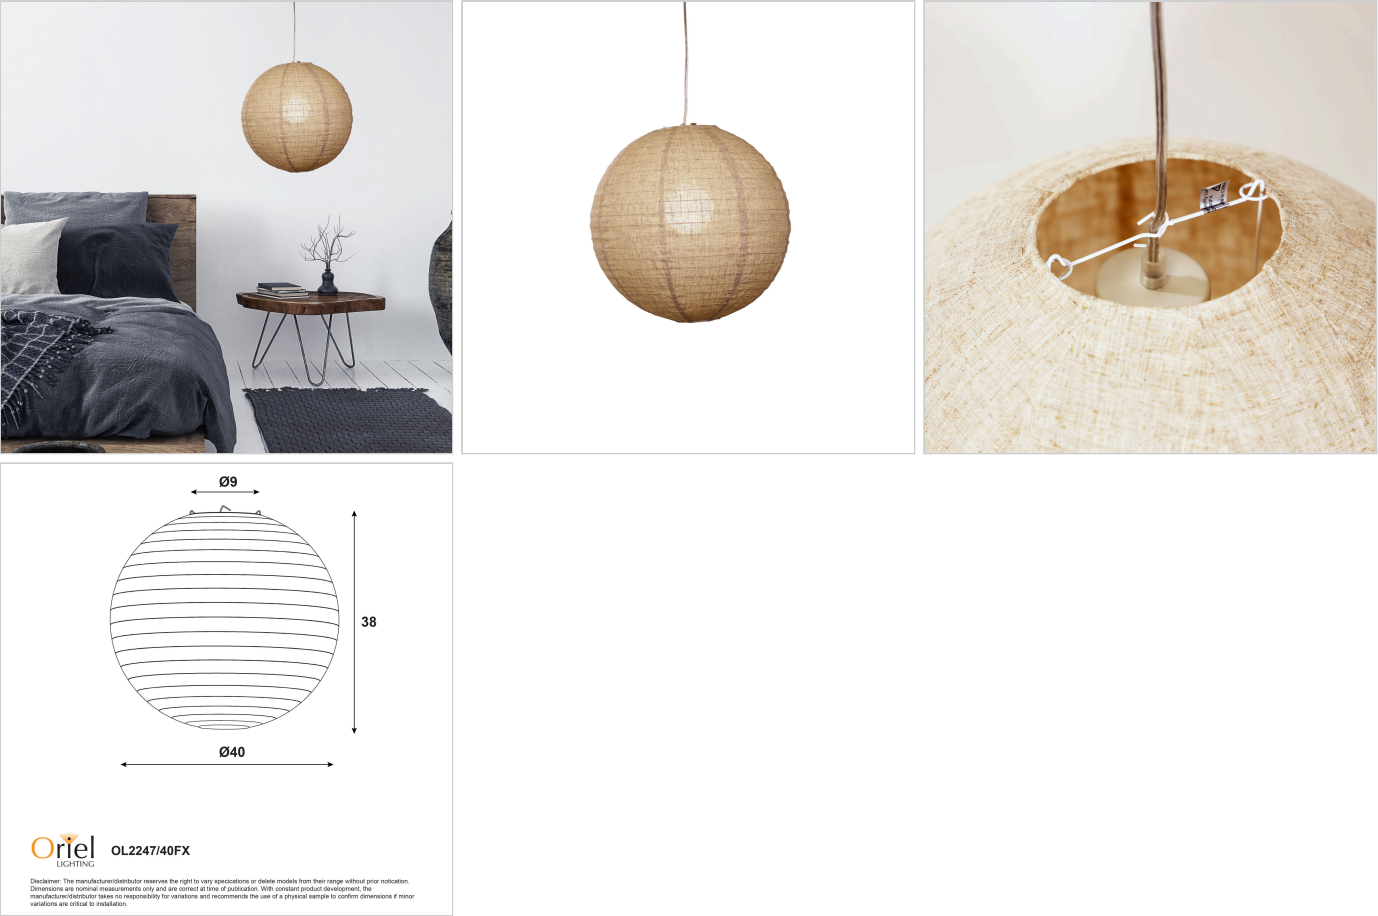 Ø9
38
Ø40
Oriel
LIGHTING
OL2247/40FX
Disclaimer: The manufacturer/distributor reserves the right to vary specications or delete models from their range without prior notication.
Dimensions are nominal measurements only and are correct at time of publication. With constant product development, the
manufacturer/distributor takes no responsibility for variations and recommends the use of a physical sample to confirm dimensions if minor
variations are critical to installation.